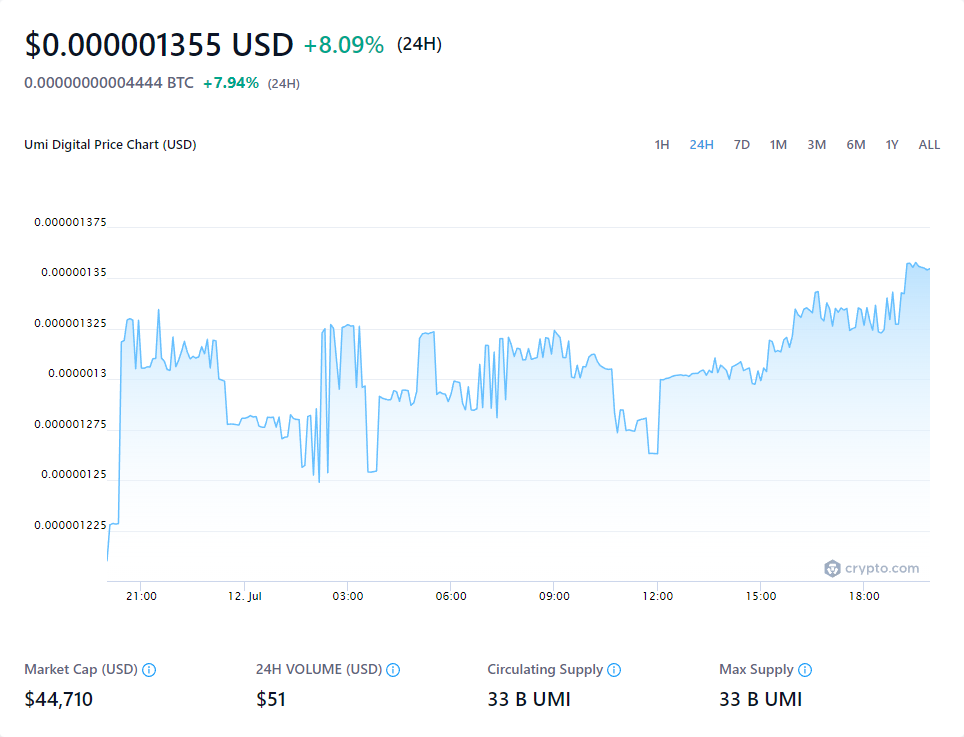 $0.000001355 USD +8.09% (24H)
0.00000000004444 BTC +7.94% (24H)
Umi Digital Price Chart (USD) 1H 24H 7D 1M 3M 6M 1Y ALL
0.000001375
0.00000135
0.000001325
0.0000013
0.000001275
0.00000125
0.000001225
crypto.com
21:00 12. Jul 03:00 06:00 09:00 12:00 15:00 18:00
Market Cap (USD) 24H VOLUME (USD) Circulating Supply Max Supply
$44,710 $51 33 B UMI 33 B UMI